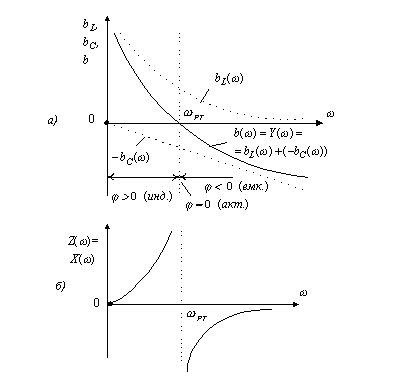 b_L,
b_C,
b
b_L(ω)
ω_РТ
ω
а)
0
b(ω) = Y(ω) =
= b_L(ω) + (−b_C(ω))
−b_C(ω)
φ < 0 (емк.)
φ > 0 (инд.)
φ = 0 (акт.)
Z(ω) =
X(ω)
ω
б)
0
ω_РТ